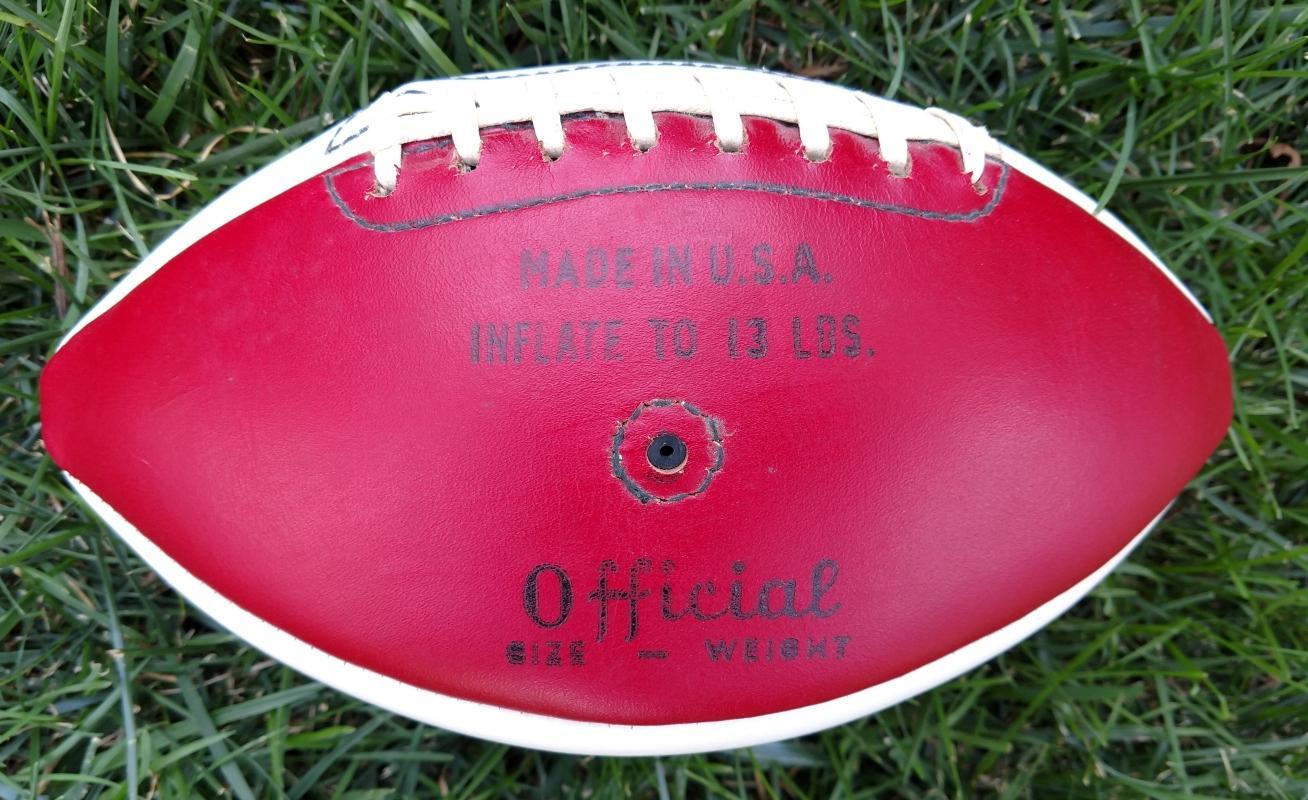 MADE IN U.S.A.
INFLATE TO 13 LBS.
Official
SIZE - WEIGHT